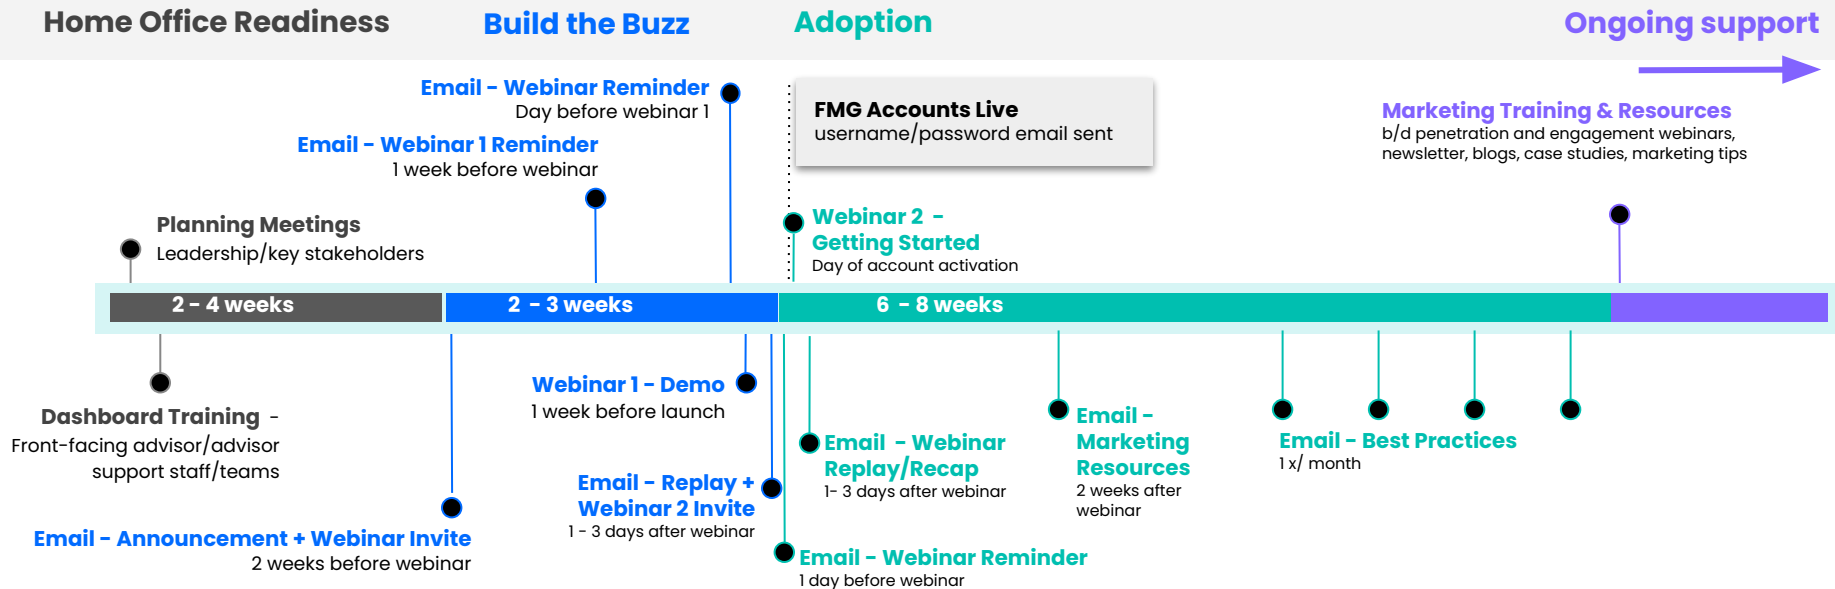 Home Office Readiness
Build the Buzz
Adoption
Ongoing support
Email - Webinar Reminder
Day before webinar 1
Email - Webinar 1 Reminder
1 week before webinar
FMG Accounts Live
username/password email sent
Marketing Training & Resources
b/d penetration and engagement webinars,
newsletter, blogs, case studies, marketing tips
Planning Meetings
Leadership/key stakeholders
Webinar 2 -
Getting Started
Day of account activation
2 - 4 weeks
2 - 3 weeks
6 - 8 weeks
Dashboard Training -
Front-facing advisor/advisor
support staff/teams
Webinar 1 - Demo
1 week before launch
Email - Announcement + Webinar Invite
2 weeks before webinar
Email - Replay +
Webinar 2 Invite
1 - 3 days after webinar
Email - Webinar
Replay/Recap
1- 3 days after webinar
Email - Webinar Reminder
1 day before webinar
Email -
Marketing
Resources
2 weeks after
webinar
Email - Best Practices
1 x/ month